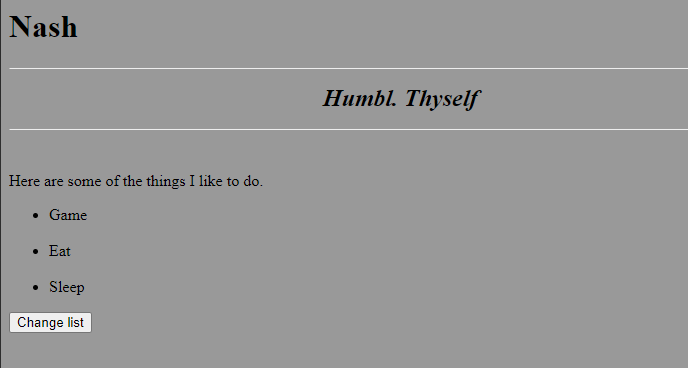 Nash
Humbl. Thyself
Here are some of the things I like to do.
Game
Eat
Sleep
Change list